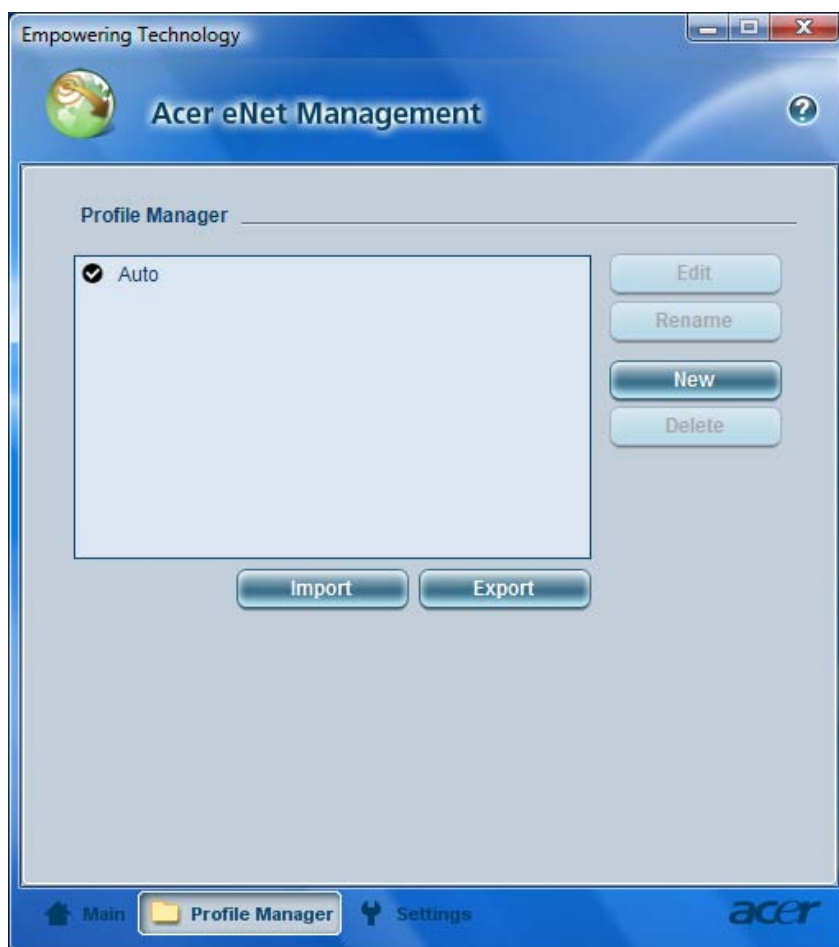 Empowering Technology
Acer eNet Management
?
Profile Manager
Auto
Edit
Rename
New
Delete
Import
Export
Main
Profile Manager
Settings
acer